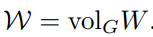 𝒲 = vol_G W.